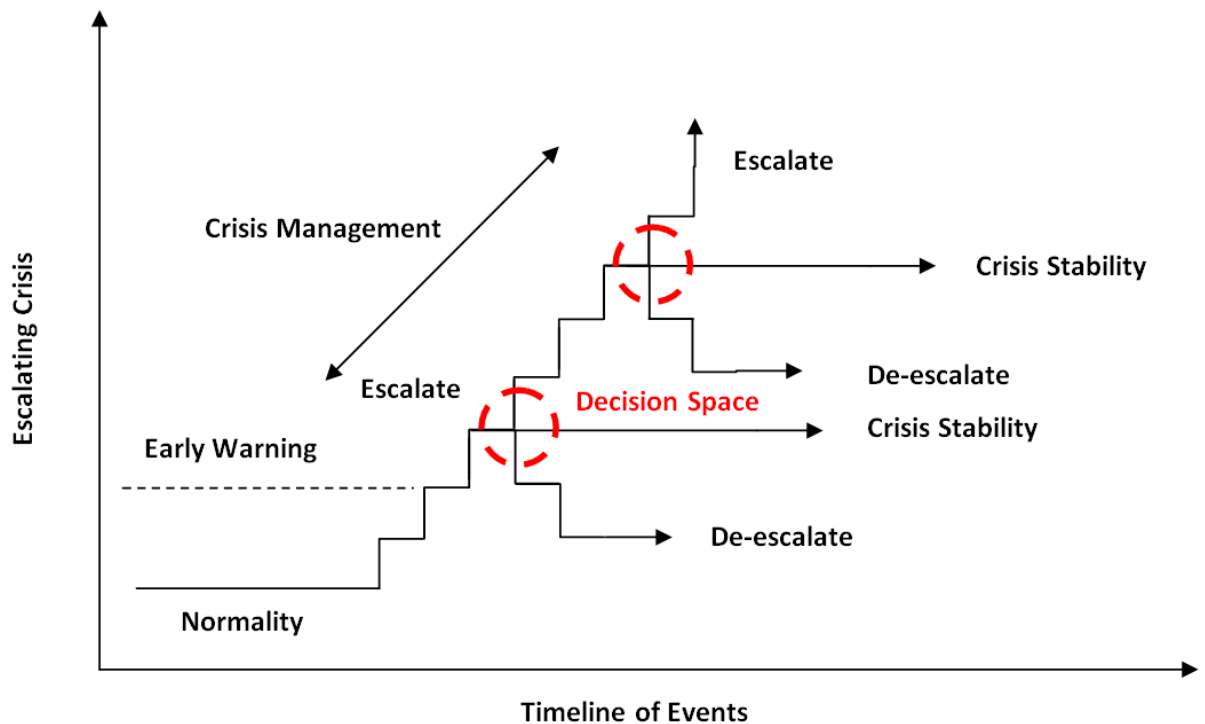 Escalate
Crisis Management
Crisis Stability
Escalating Crisis
De-escalate
Escalate
Decision Space
Crisis Stability
Early Warning
De-escalate
Normality
Timeline of Events